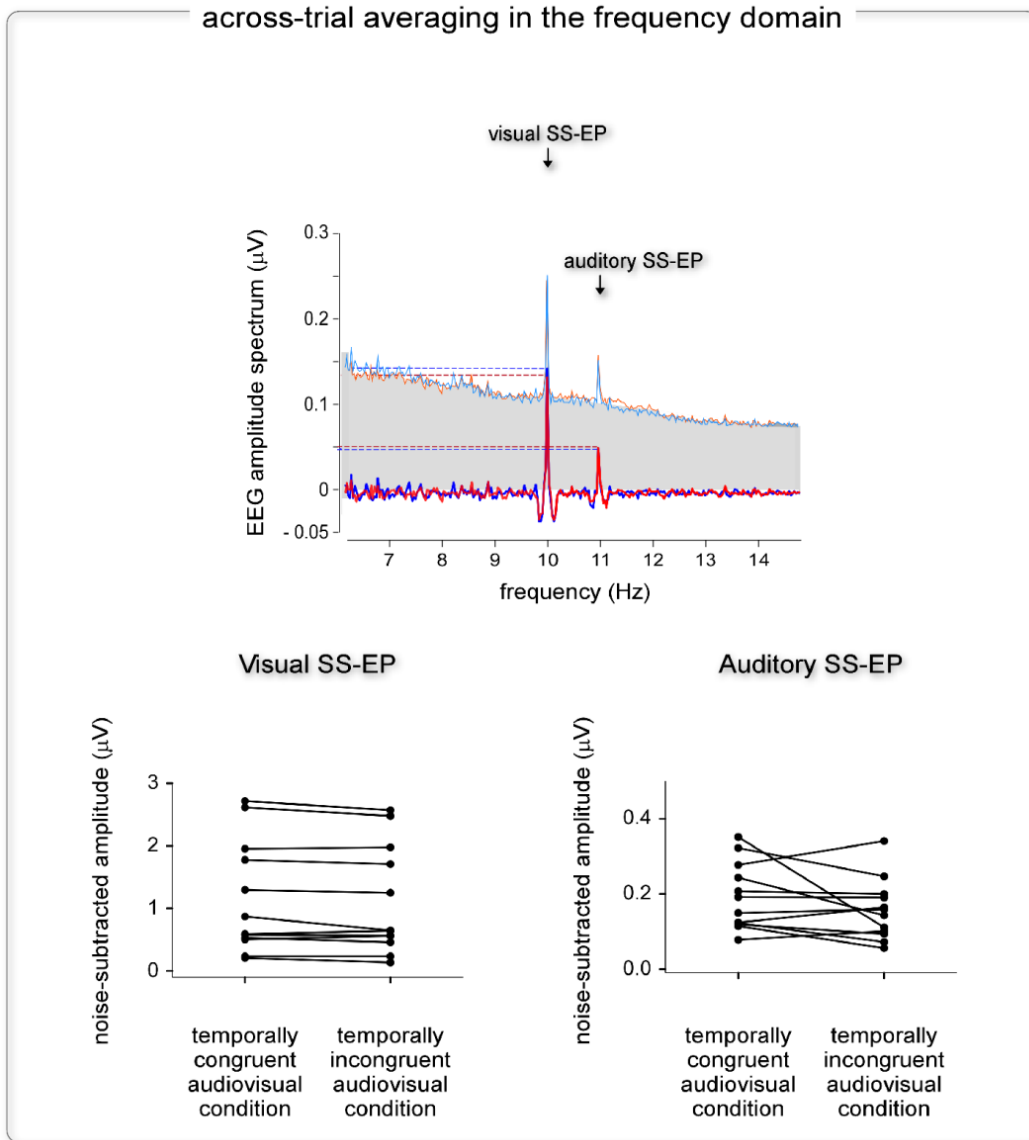 across-trial averaging in the frequency domain
visual SS-EP
auditory SS-EP
EEG amplitude spectrum (μV)
0.3
0.2
0.1
0
- 0.05
7 8 9 10 11 12 13 14
frequency (Hz)
Visual SS-EP
noise-subtracted amplitude (μV)
3
2
1
0
temporally
congruent
audiovisual
condition
temporally
incongruent
audiovisual
condition
Auditory SS-EP
noise-subtracted amplitude (μV)
0.4
0.2
0.0
temporally
congruent
audiovisual
condition
temporally
incongruent
audiovisual
condition